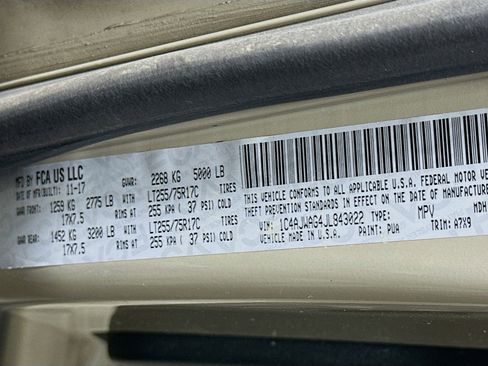 MFD BY FCA US LLC GVWR: 2268 KG 5000 LB
DATE OF MFR(BUILT): 11-17
GAWR FRONT: 1259 KG 2775 LB WITH LT255/75R17C TIRES
17X7.5 RIMS AT 255 KPA ( 37 PSI) COLD
GAWR REAR: 1452 KG 3200 LB WITH LT255/75R17C TIRES
17X7.5 RIMS AT 255 KPA ( 37 PSI) COLD
THIS VEHICLE CONFORMS TO ALL APPLICABLE U.S.A. FEDERAL MOTOR
THEFT PREVENTION STANDARDS IN EFFECT ON THE DATE OF MANUFACTURE
VIN: 1C4AJWAG4JL843022 TYPE: MPV MDH
VEHICLE MADE IN U.S.A. PAINT: PUA TRIM: A7X9